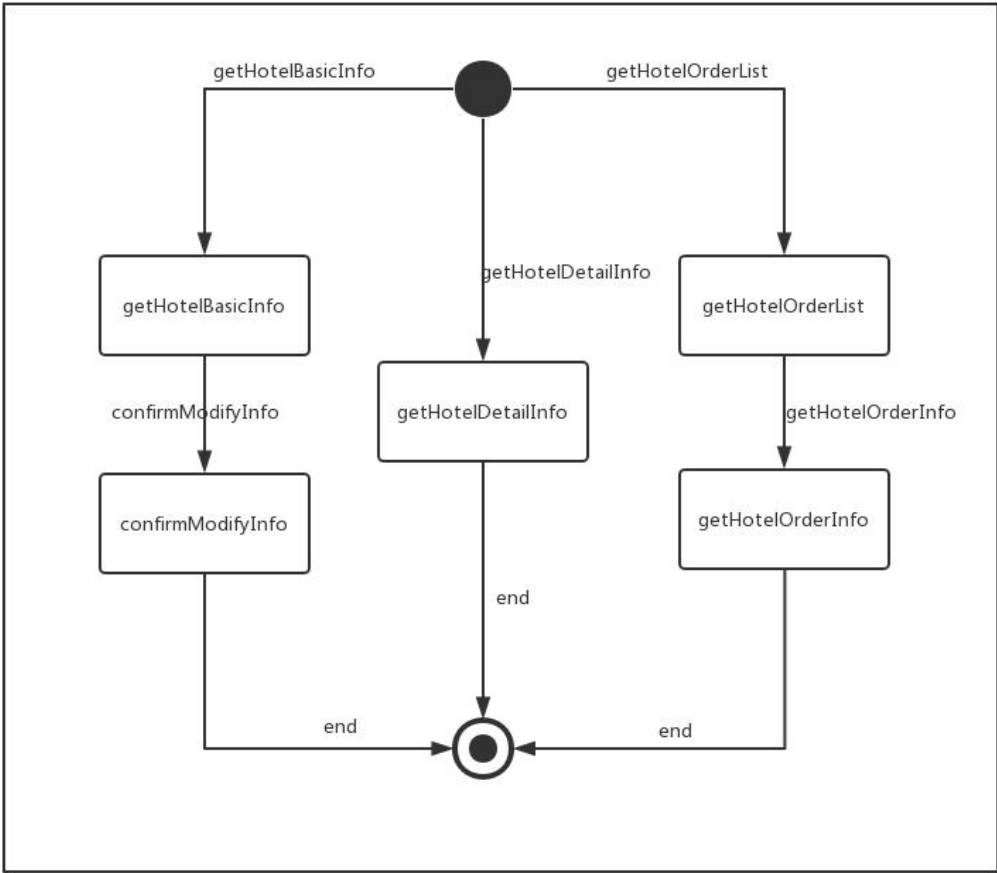 getHotelBasicInfo
getHotelOrderList
getHotelDetailInfo
getHotelBasicInfo
getHotelOrderList
confirmModifyInfo
getHotelDetailInfo
getHotelOrderInfo
confirmModifyInfo
getHotelOrderInfo
end
end
end